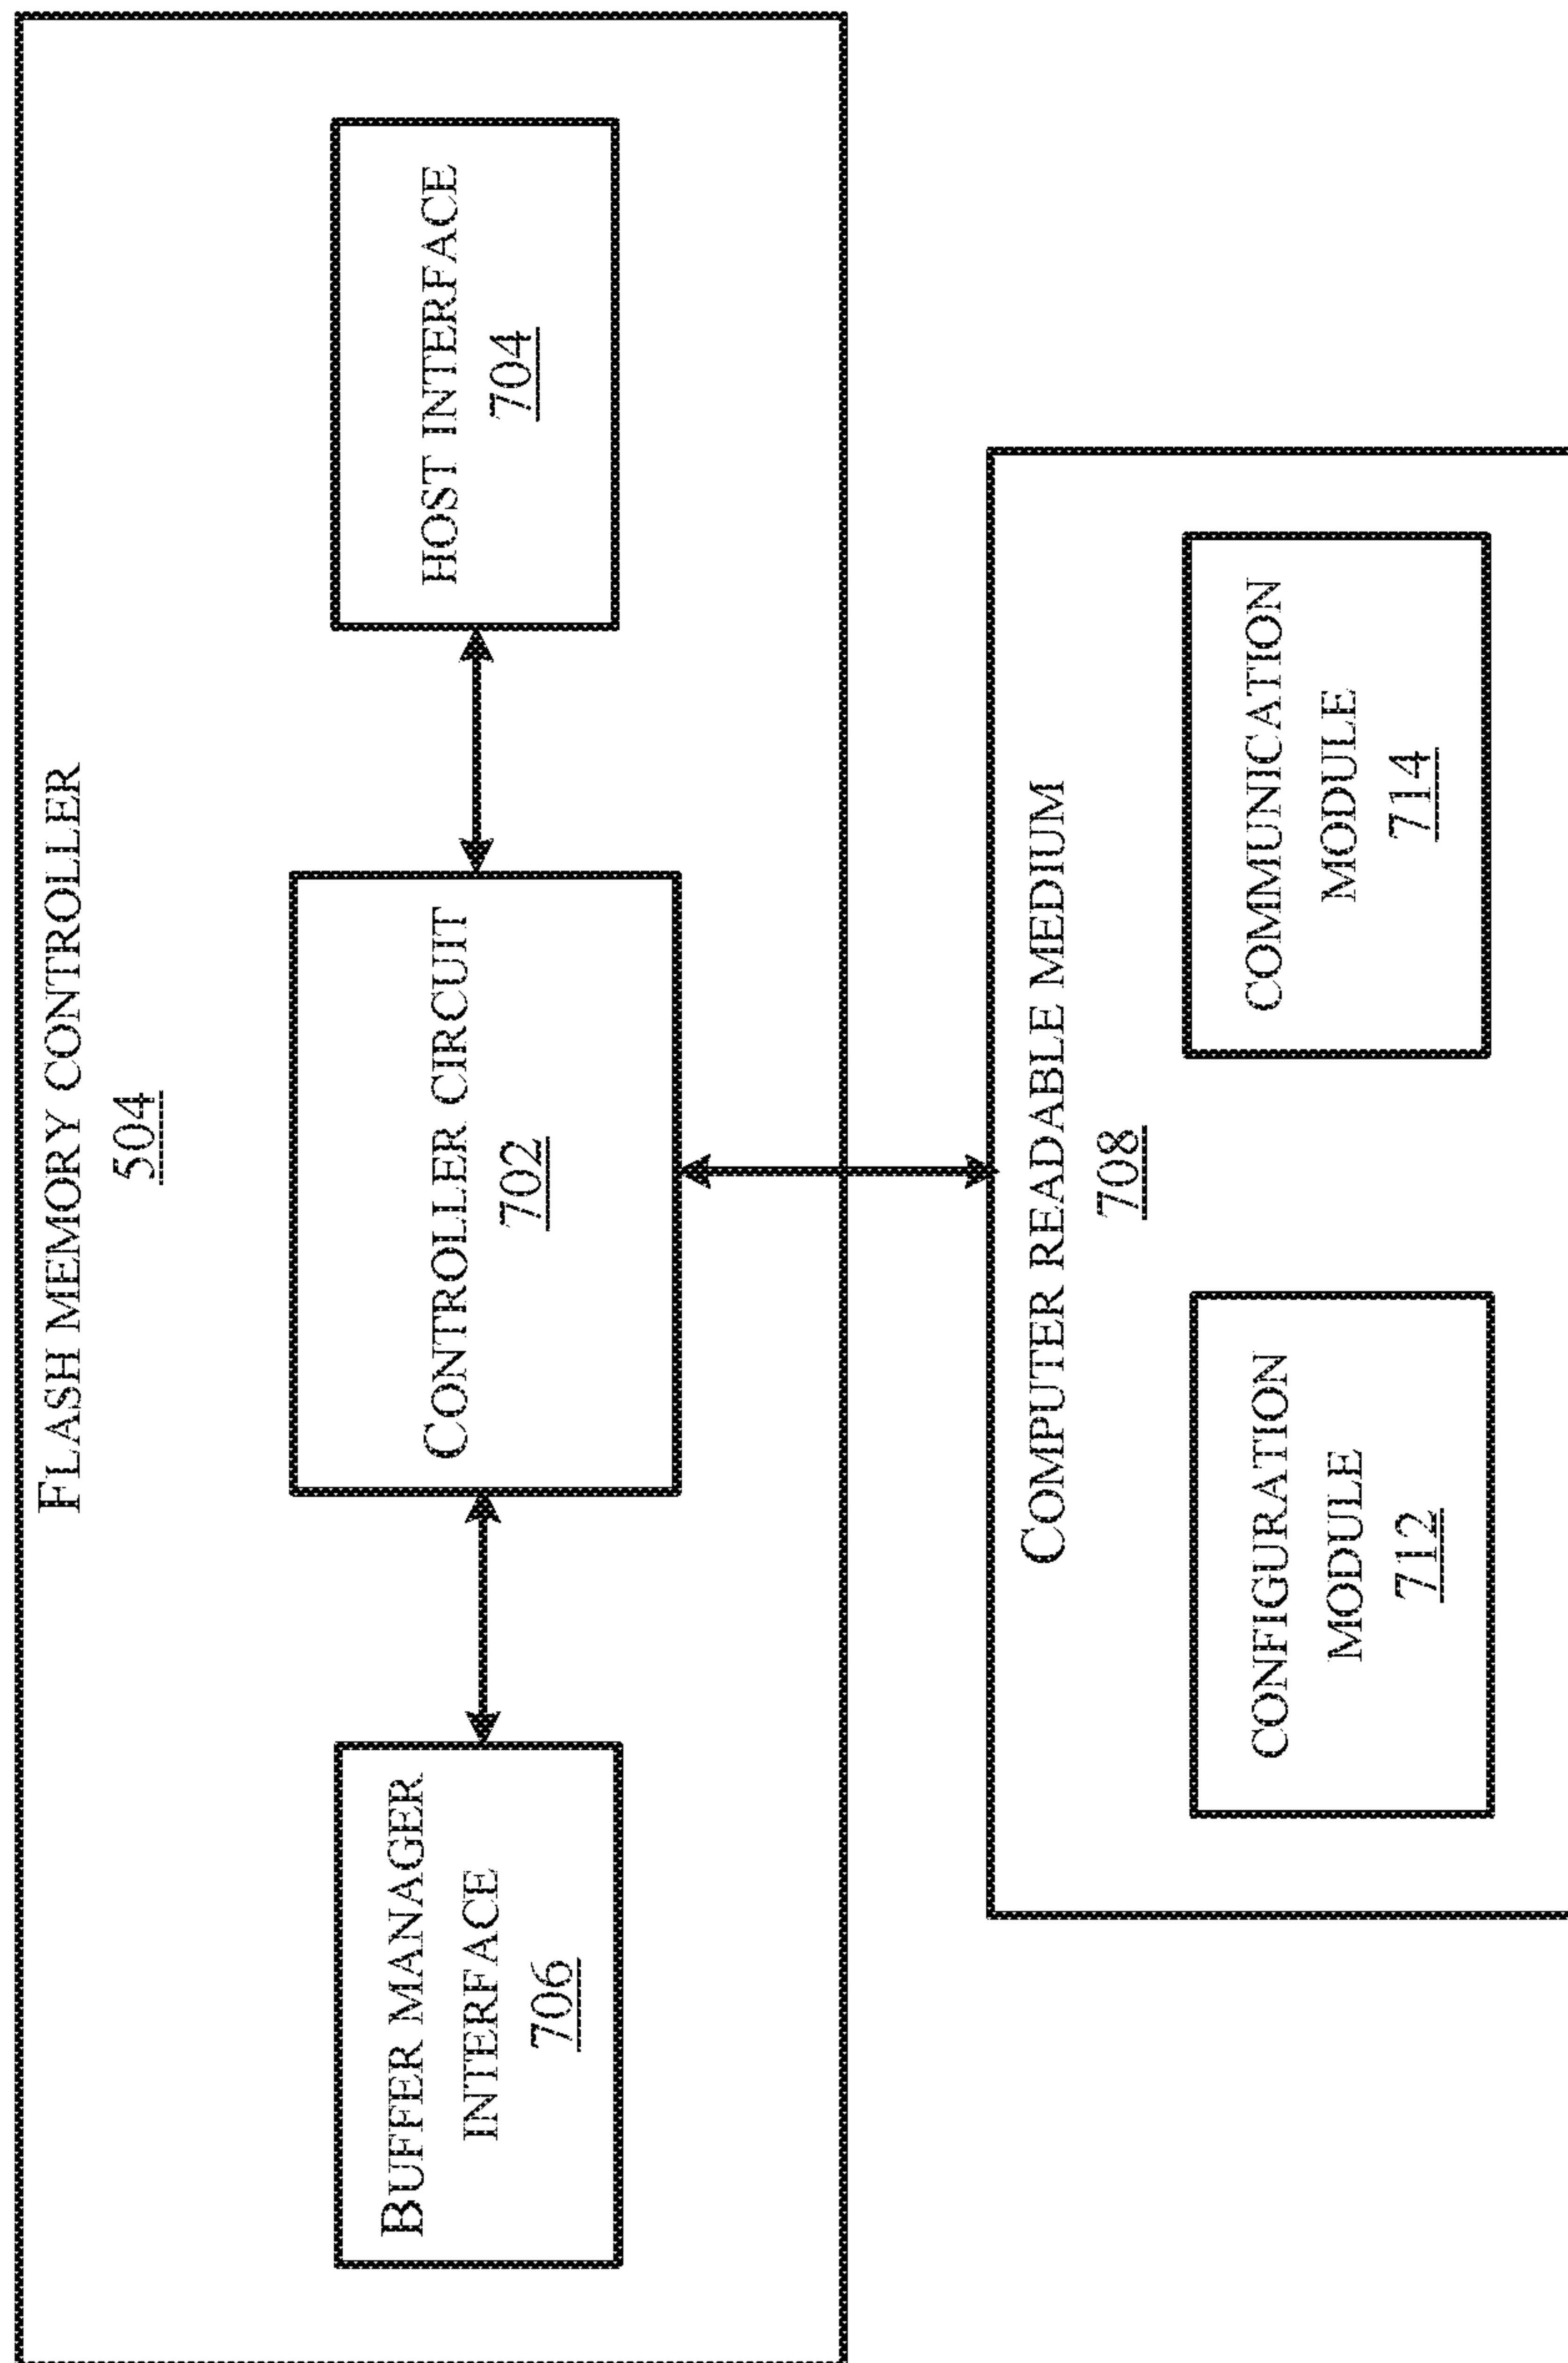 FLASH MEMORY CONTROLLER
504
BUFFER MANAGER
INTERFACE
706
CONTROLLER CIRCUIT
702
HOST INTERFACE
704
COMPUTER READABLE MEDIUM
708
CONFIGURATION
MODULE
712
COMMUNICATION
MODULE
714